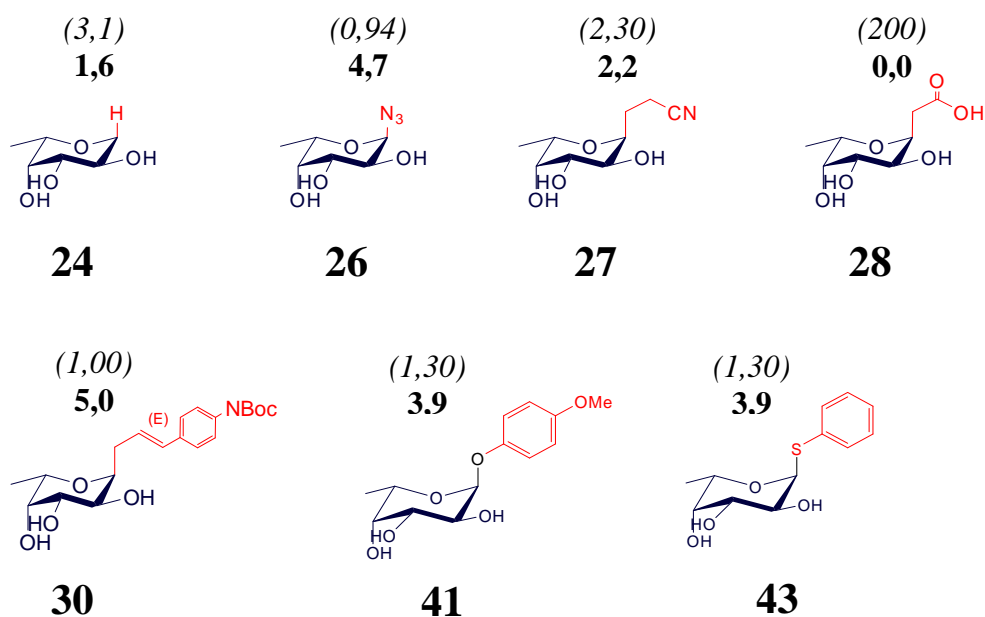 (3,1)
1,6
H
O
OH
HO
OH
24
(0,94)
4,7
N3
O
OH
HO
OH
26
(2,30)
2,2
CN
O
OH
HO
OH
27
(200)
0,0
O
OH
O
OH
HO
OH
28
(1,00)
5,0
(E)
NBoc
O
OH
HO
OH
30
(1,30)
3.9
OMe
O
O
OH
HO
OH
41
(1,30)
3.9
S
O
OH
HO
OH
43